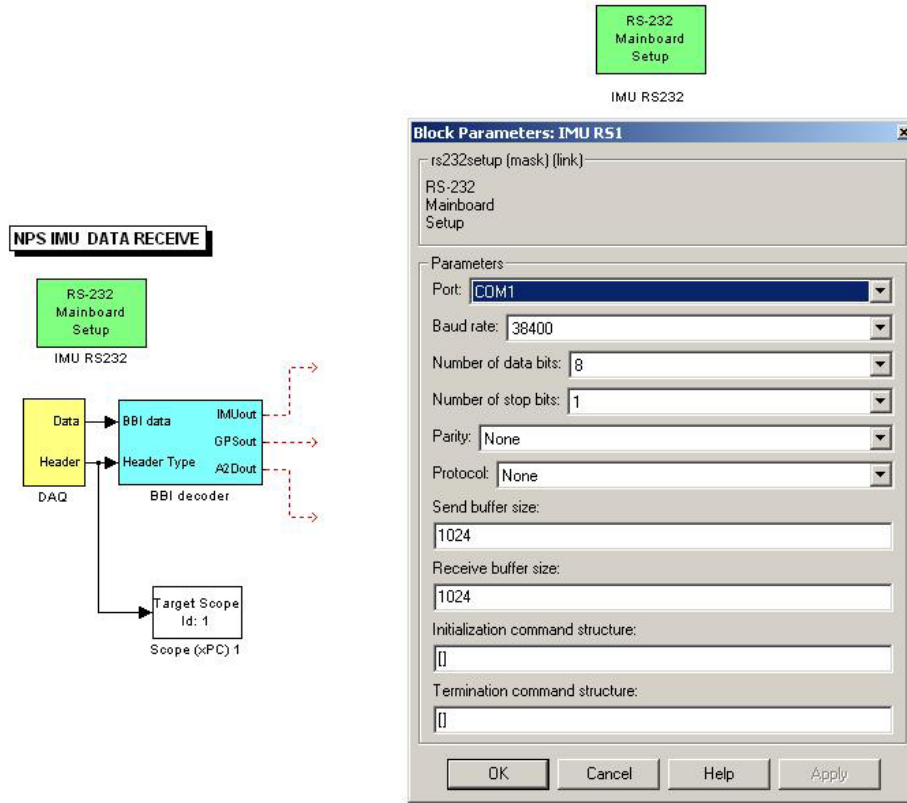 RS-232
Mainboard
Setup
IMU RS232
NPS IMU DATA RECEIVE
RS-232
Mainboard
Setup
IMU RS232
Data
Header
DAQ
BBI data
Header Type
IMUout
GPSout
A2Dout
BBI decoder
Target Scope
Id: 1
Scope (xPC) 1
Block Parameters: IMU RS1
rs232setup (mask) (link)
RS-232
Mainboard
Setup
Parameters
Port: COM1
Baud rate: 38400
Number of data bits: 8
Number of stop bits: 1
Parity: None
Protocol: None
Send buffer size:
1024
Receive buffer size:
1024
Initialization command structure:
[]
Termination command structure:
[]
OK Cancel Help Apply